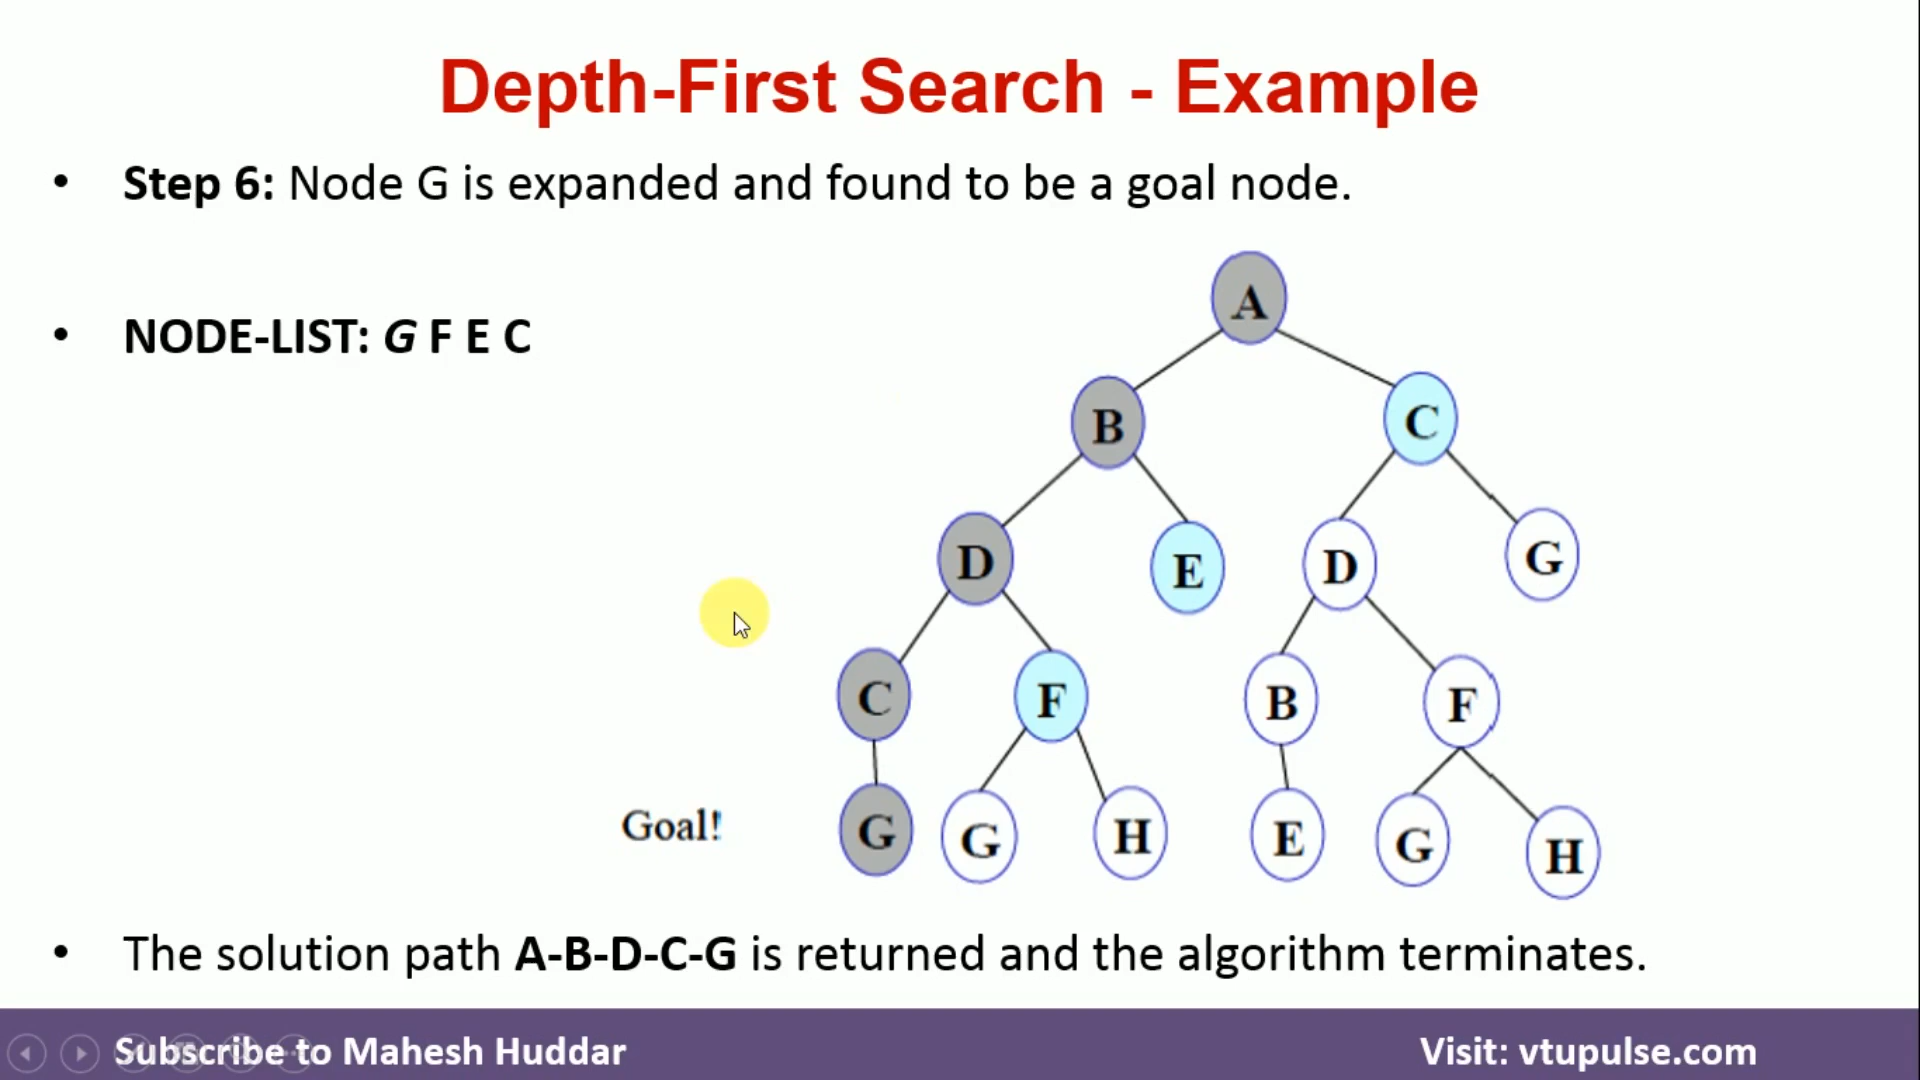 Depth-First Search - Example
• Step 6: Node G is expanded and found to be a goal node.
• NODE-LIST: G F E C
A
B C
D E D G
C F B F
Goal! G G H E G H
• The solution path A-B-D-C-G is returned and the algorithm terminates.
Subscribe to Mahesh Huddar Visit: vtupulse.com